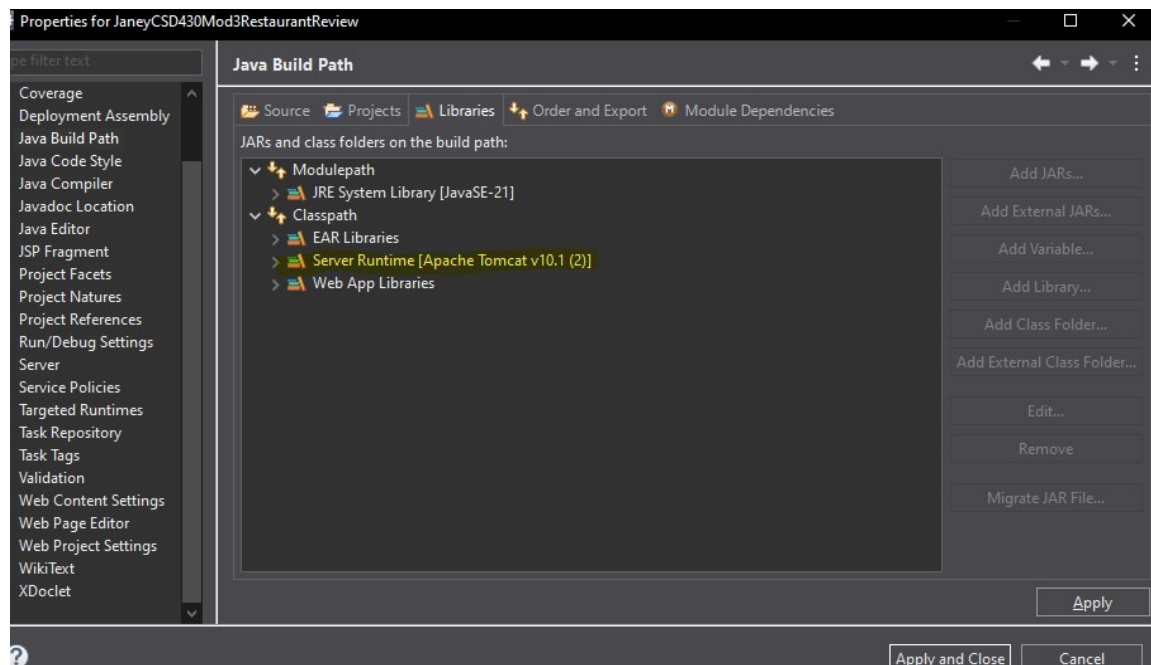 Properties for JaneyCSD430Mod3RestaurantReview
pe filter text
Coverage
Deployment Assembly
Java Build Path
Java Code Style
Java Compiler
Javadoc Location
Java Editor
JSP Fragment
Project Facets
Project Natures
Project References
Run/Debug Settings
Server
Service Policies
Targeted Runtimes
Task Repository
Task Tags
Validation
Web Content Settings
Web Page Editor
Web Project Settings
WikiText
XDoclet
Java Build Path
Source Projects Libraries Order and Export Module Dependencies
JARs and class folders on the build path:
Modulepath
JRE System Library [JavaSE-21]
Classpath
EAR Libraries
Server Runtime [Apache Tomcat v10.1 (2)]
Web App Libraries
Add JARs...
Add External JARs...
Add Variable...
Add Library...
Add Class Folder...
Add External Class Folder...
Edit...
Remove
Migrate JAR File...
Apply
Apply and Close Cancel